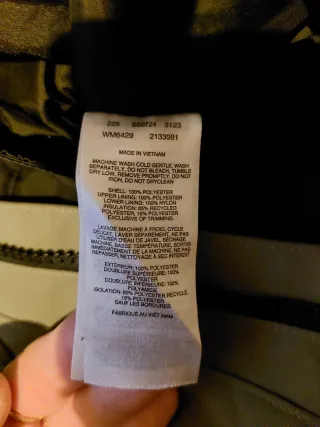 205 650724 3123
WM6429 2133981
MADE IN VIETNAM
MACHINE WASH COLD GENTLE, WASH
SEPARATELY, DO NOT BLEACH, TUMBLE
DRY LOW, REMOVE PROMPTLY, DO NOT
IRON, DO NOT DRYCLEAN
SHELL: 100% POLYESTER
UPPER LINING: 100% POLYESTER
LOWER LINING: 100% NYLON
INSULATION: 85% RECYCLED
POLYESTER, 15% POLYESTER
EXCLUSIVE OF TRIMMING
LAVAGE MACHINE À FROID, CYCLE
DÉLICAT, LAVER SÉPARÉMENT, NE PAS
UTILISER D'EAU DE JAVEL, SÉCHAGE
MACHINE, BASSE TEMPÉRATURE, SORTIR
IMMÉDIATEMENT DE LA MACHINE, NE PAS
REPASSER, NETTOYAGE À SEC INTERDIT
EXTÉRIEUR: 100% POLYESTER
DOUBLURE SUPÉRIEURE: 100%
POLYESTER
DOUBLURE INFÉRIEURE: 100%
POLYAMIDE
ISOLATION: 85% POLYESTER RECYCLÉ,
15% POLYESTER
SAUF LES BORDURES
FABRIQUÉ AU VIÊT NAM